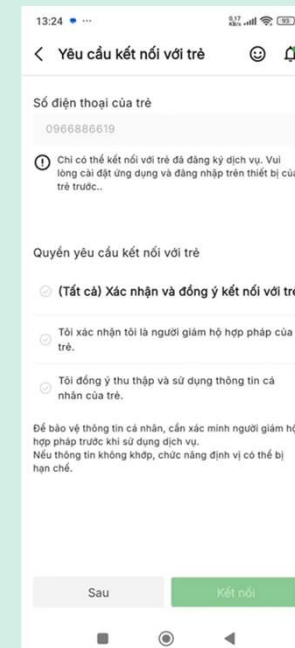 13:24
0,17 KB/s 93
Yêu cầu kết nối với trẻ
Số điện thoại của trẻ
0966886619
Chỉ có thể kết nối với trẻ đã đăng ký dịch vụ. Vui
lòng cài đặt ứng dụng và đăng nhập trên thiết bị của
trẻ trước..
Quyền yêu cầu kết nối với trẻ
(Tất cả) Xác nhận và đồng ý kết nối với trẻ
Tôi xác nhận tôi là người giám hộ hợp pháp của
trẻ.
Tôi đồng ý thu thập và sử dụng thông tin cá
nhân của trẻ.
Để bảo vệ thông tin cá nhân, cần xác minh người giám hộ
hợp pháp trước khi sử dụng dịch vụ.
Nếu thông tin không khớp, chức năng định vị có thể bị
hạn chế.
Sau
Kết nối